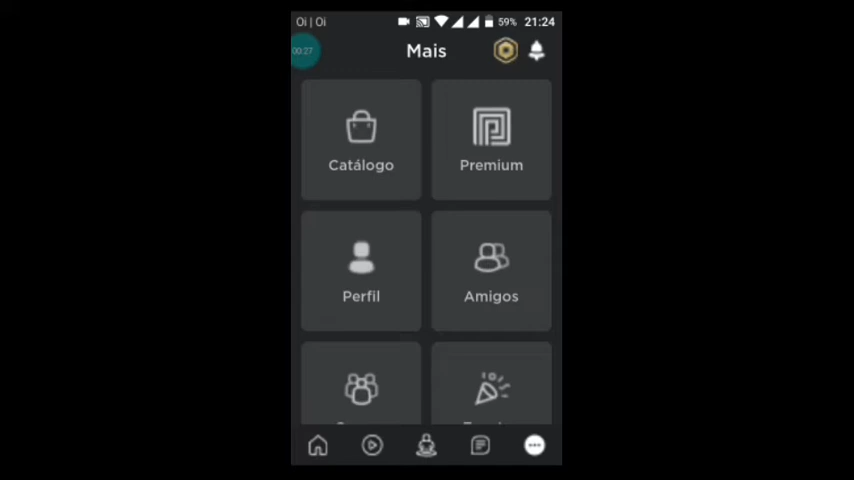 Oi | Oi 59% 21:24
00:27
Mais
Catálogo Premium
Perfil Amigos